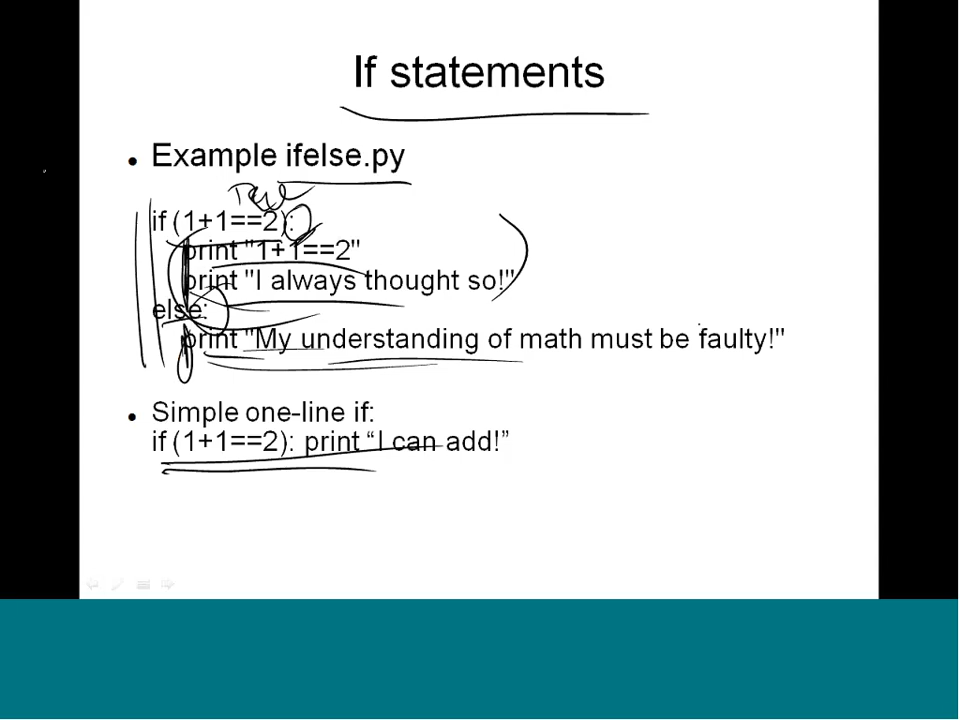 If statements
• Example ifelse.py
if (1+1==2):
print "1+1==2"
print "I always thought so!"
else:
print "My understanding of math must be faulty!"
• Simple one-line if:
if (1+1==2): print “I can add!”